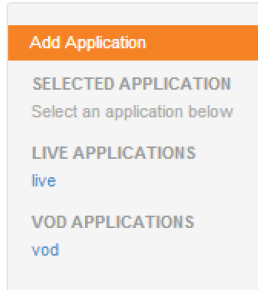 Add Application
SELECTED APPLICATION
Select an application below
LIVE APPLICATIONS
live
VOD APPLICATIONS
vod